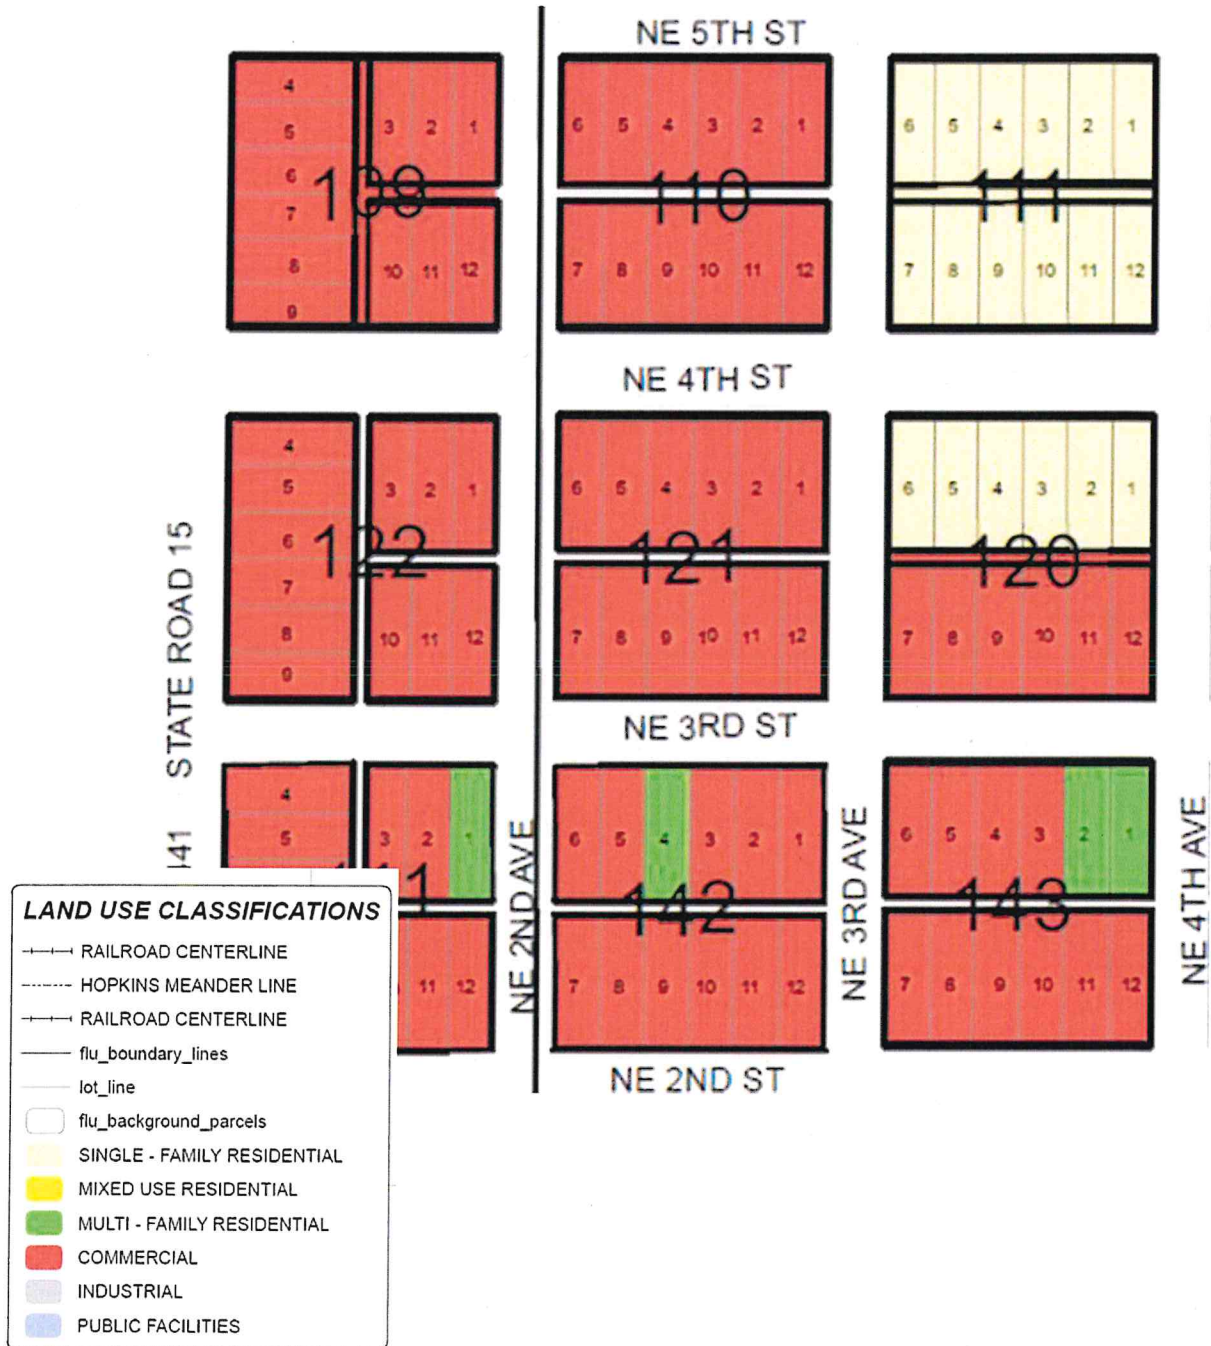 NE 5TH ST
4
5
6
7
8
9
3 2 1
10 11 12
109
6 5 4 3 2 1
110
7 8 9 10 11 12
6 5 4 3 2 1
111
7 8 9 10 11 12
NE 4TH ST
4
5
6
7
8
9
3 2 1
122
10 11 12
6 5 4 3 2 1
121
7 8 9 10 11 12
6 5 4 3 2 1
120
7 8 9 10 11 12
STATE ROAD 15
441
NE 3RD ST
4
5
3 2 1
11 12
NE 2ND AVE
6 5 4 3 2 1
142
7 8 9 10 11 12
NE 3RD AVE
6 5 4 3 2 1
143
7 8 9 10 11 12
NE 4TH AVE
NE 2ND ST
LAND USE CLASSIFICATIONS
RAILROAD CENTERLINE
HOPKINS MEANDER LINE
RAILROAD CENTERLINE
flu_boundary_lines
lot_line
flu_background_parcels
SINGLE - FAMILY RESIDENTIAL
MIXED USE RESIDENTIAL
MULTI - FAMILY RESIDENTIAL
COMMERCIAL
INDUSTRIAL
PUBLIC FACILITIES